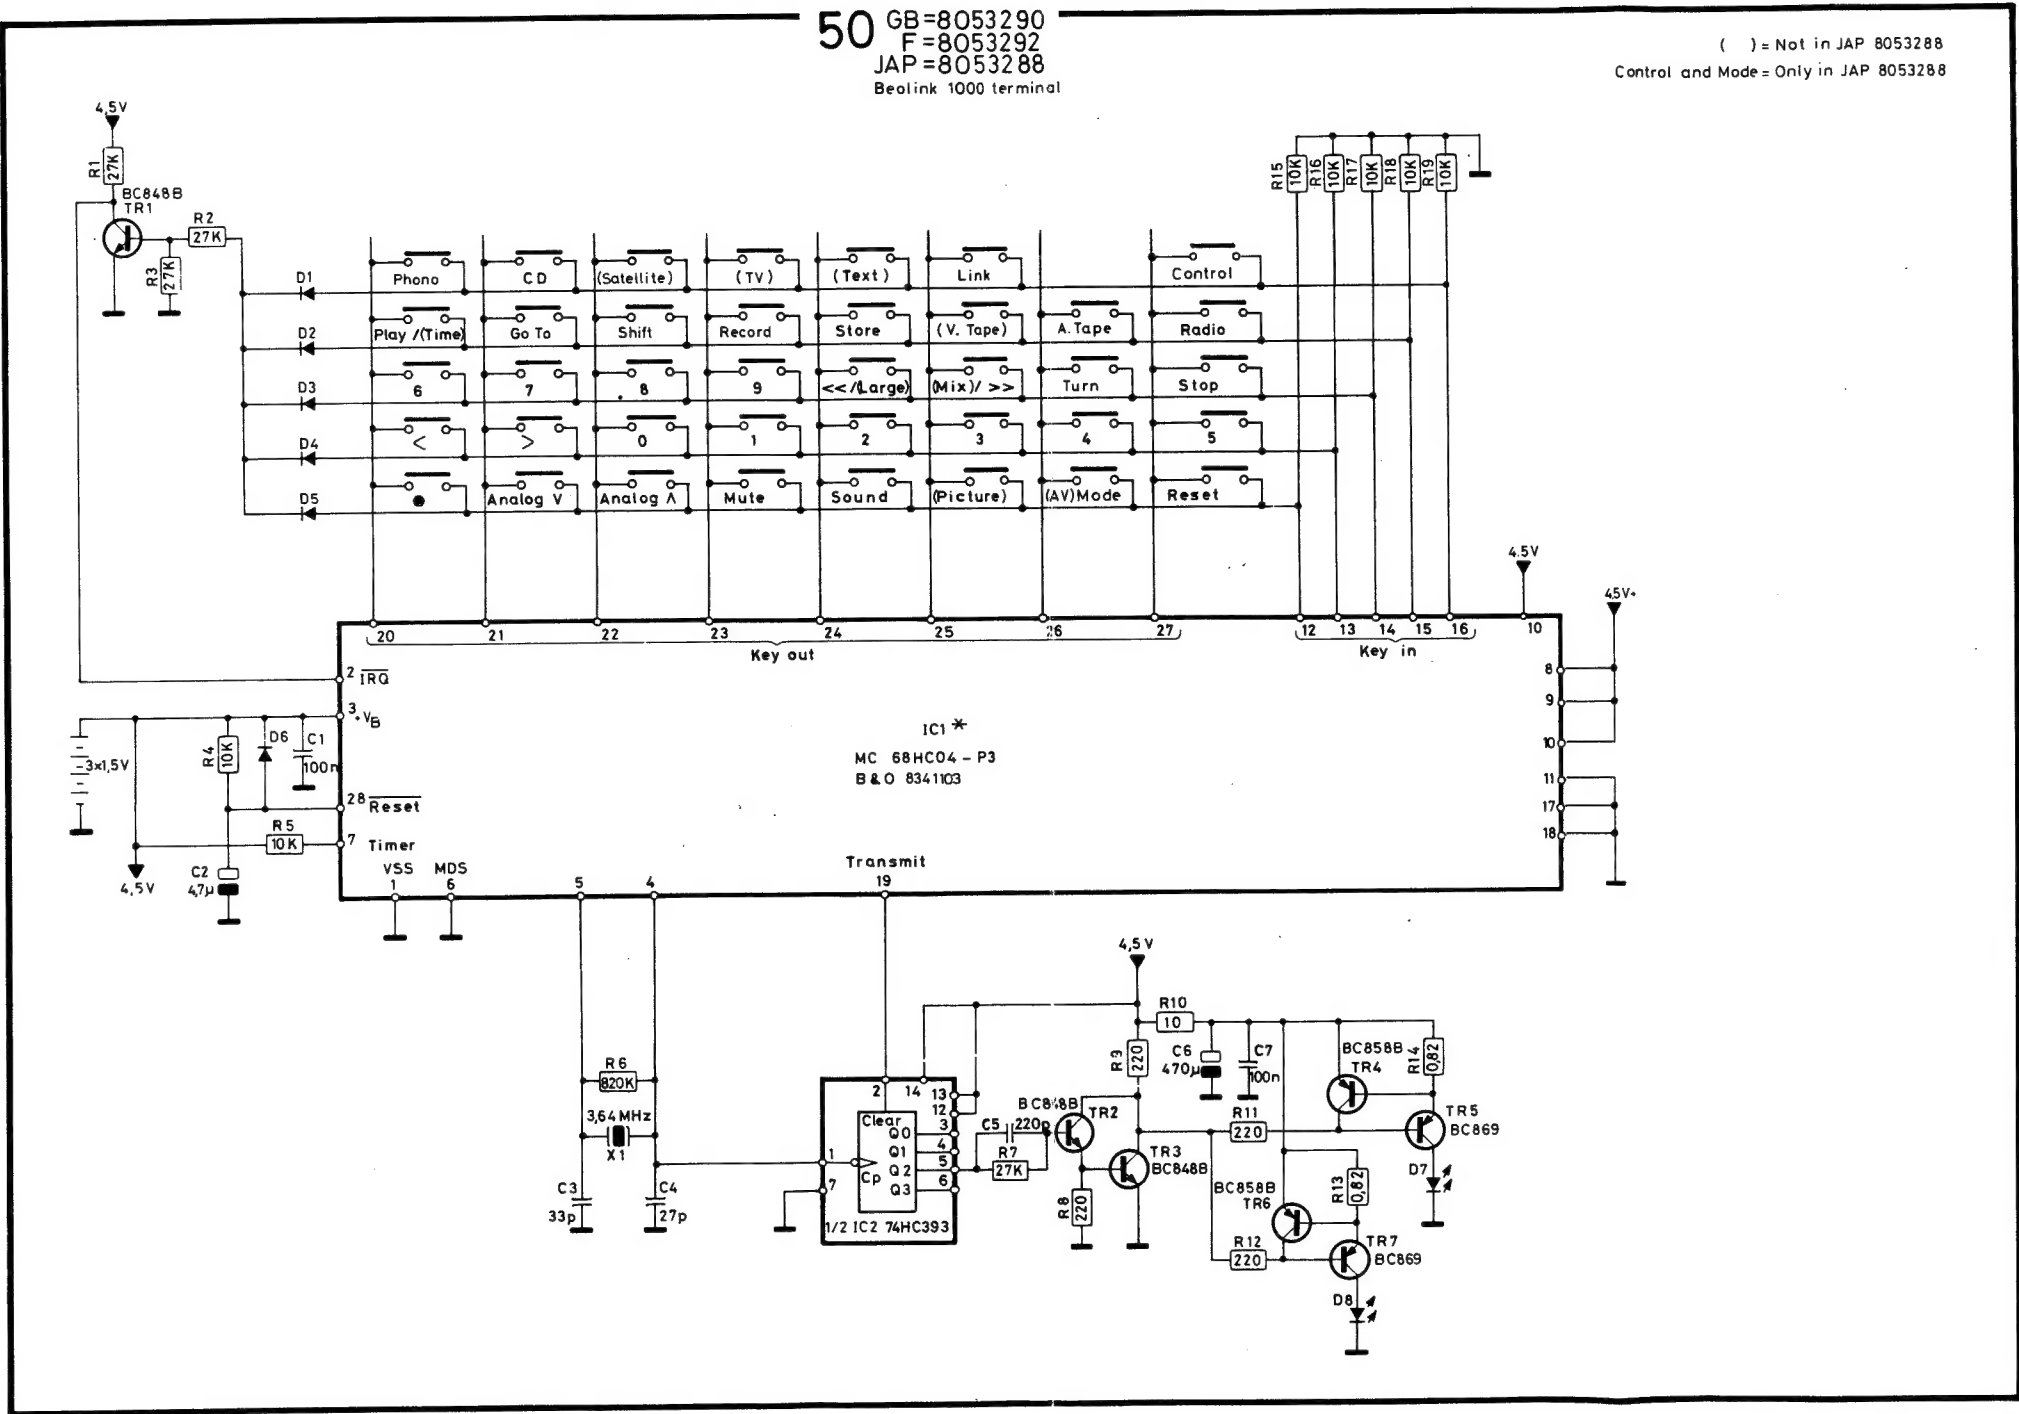 50 GB=8053290
F=8053292
JAP=8053288
Beolink 1000 terminal
( )= Not in JAP 8053288
Control and Mode= Only in JAP 8053288
4,5V
R1 27K
BC848B
TR1
R2
27K
R3 27K
R15 10K R16 10K R17 10K R18 10K R19 10K
D1
Phono CD (Satellite) (TV) (Text) Link Control
D2
Play /(Time) Go To Shift Record Store (V. Tape) A.Tape Radio
D3
6 7 8 9 <</(Large) (Mix)/ >> Turn Stop
D4
< > 0 1 2 3 4 5
D5
● Analog V Analog Λ Mute Sound (Picture) (AV)Mode Reset
4.5V
4,5V+
20 21 22 23 24 25 26 27 12 13 14 15 16 10
Key out Key in
2 IRQ
3 +VB
8
9
10
11
17
18
3x1,5V
R4 10K
D6
C1
100n
IC1 *
MC 68HC04 - P3
B&O 8341103
28 Reset
R5
10K
7 Timer
C2
4,7µ
4,5V
VSS MDS
1 6 5 4
Transmit
19
4,5V
R6
820K
3,64MHz
X1
C3
33p
C4
27p
2 14 13
12
Clear
Q0 3
Q1 4
Q2 5
Q3 6
1
Cp
7
1/2 IC2 74HC393
C5 220p
R7
27K
BC848B
TR2
R8 220
R9 220
TR3
BC848B
R10
10
C6
470µ
C7
100n
BC858B
TR4
R14 0,82
R11
220
TR5
BC869
D7
BC858B
TR6
R13 0,82
R12
220
TR7
BC869
D8